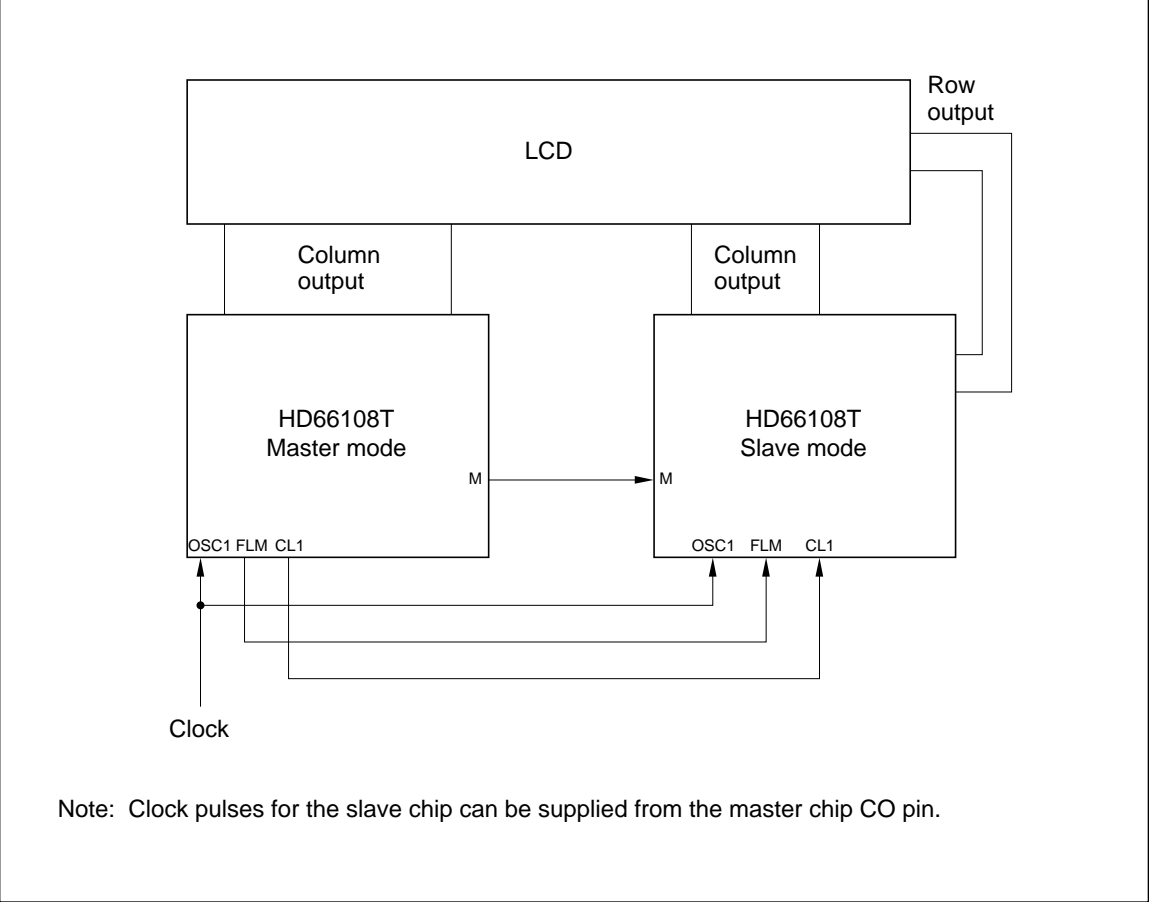 Row
output
LCD
Column
output
Column
output
HD66108T
Master mode
HD66108T
Slave mode
M
M
OSC1 FLM CL1
OSC1 FLM CL1
Clock
Note: Clock pulses for the slave chip can be supplied from the master chip CO pin.